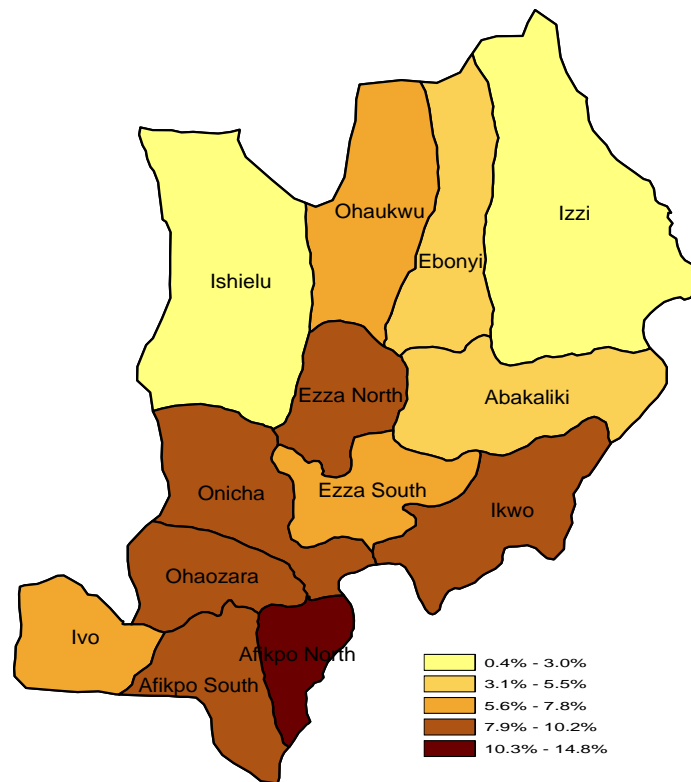 Ohaukwu
Izzi
Ebonyi
Ishielu
Ezza North
Abakaliki
Onicha
Ezza South
Ikwo
Ohaozara
Ivo
Afikpo North
Afikpo South
0.4% - 3.0%
3.1% - 5.5%
5.6% - 7.8%
7.9% - 10.2%
10.3% - 14.8%